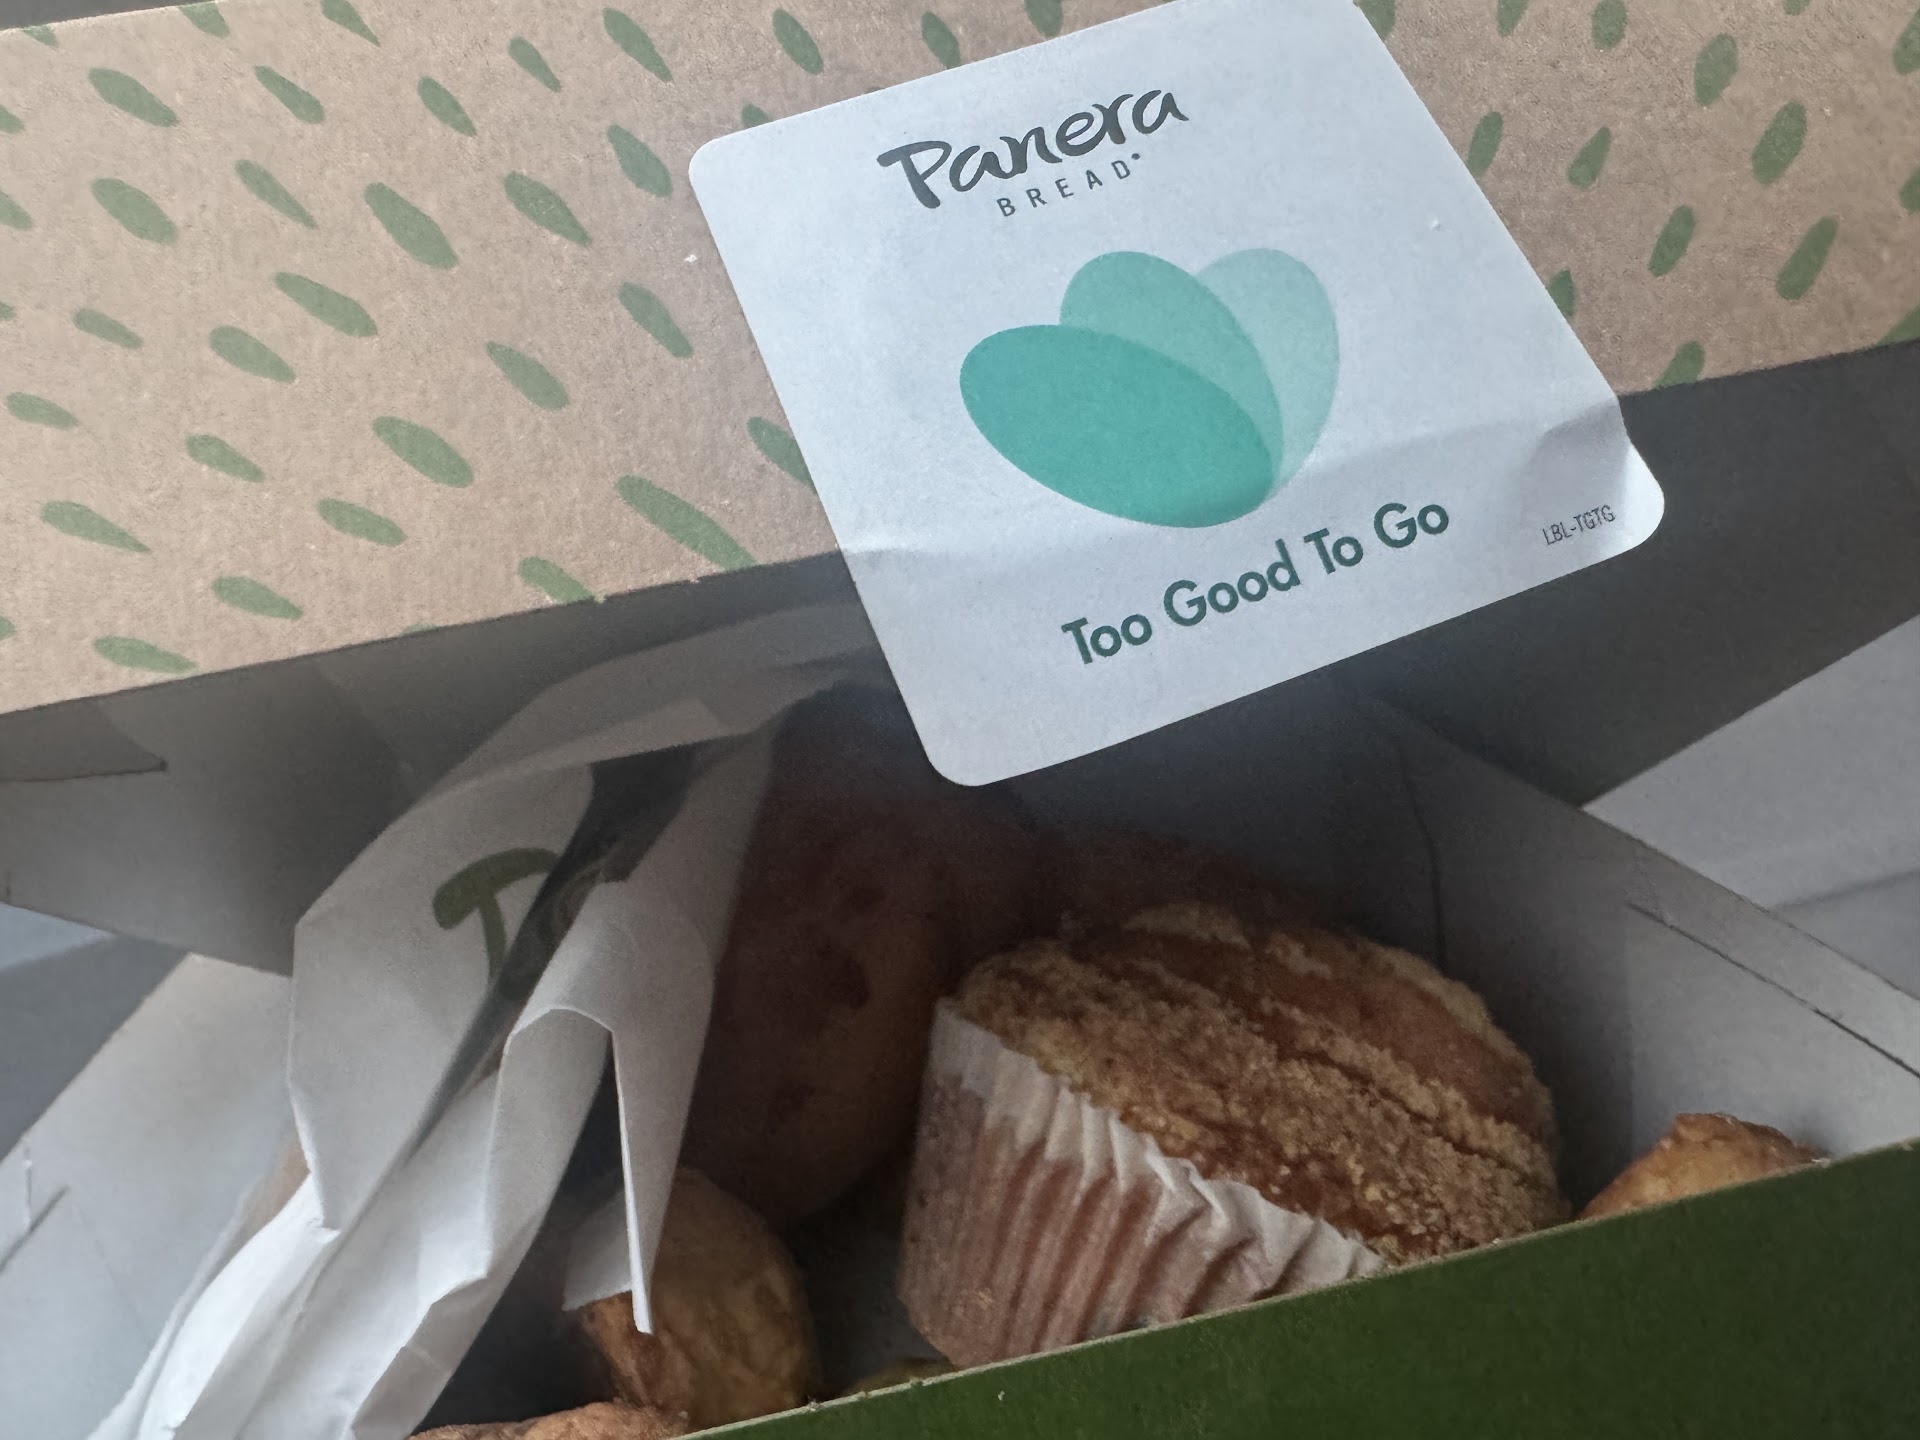 Panera
BREAD®
Too Good To Go
LBL-TGTG